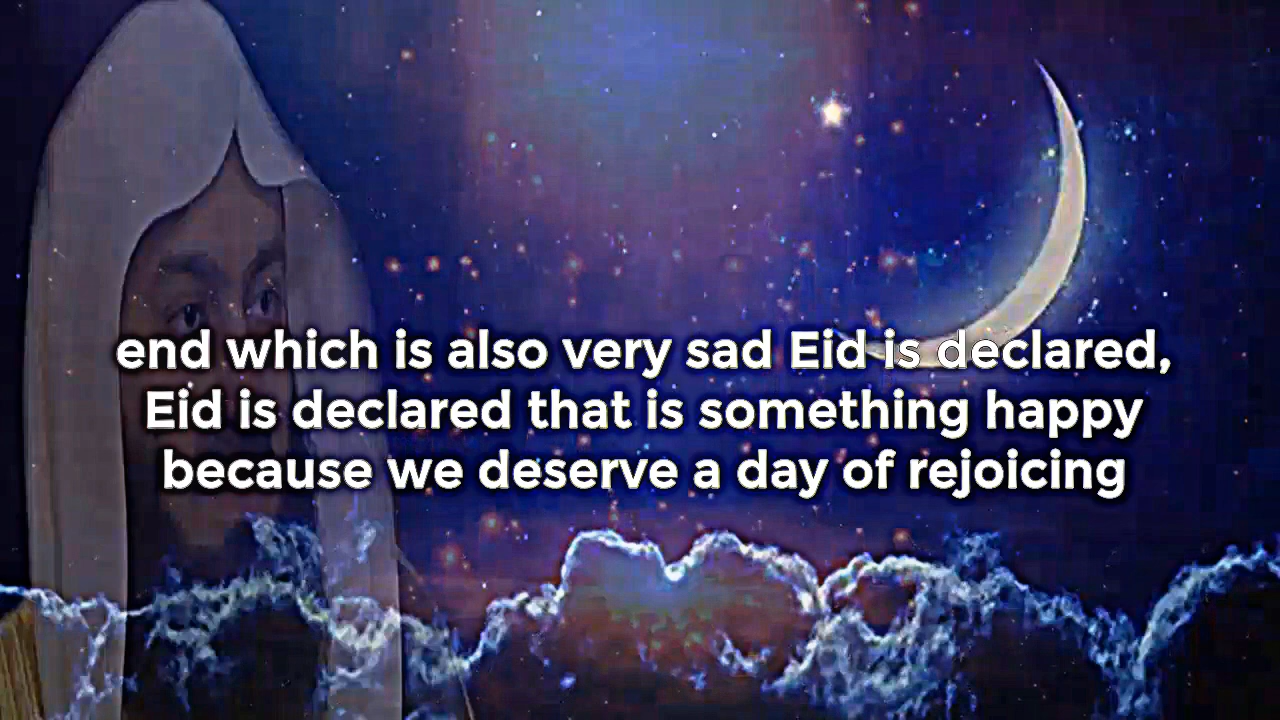 end which is also very sad Eid is declared,
Eid is declared that is something happy
because we deserve a day of rejoicing